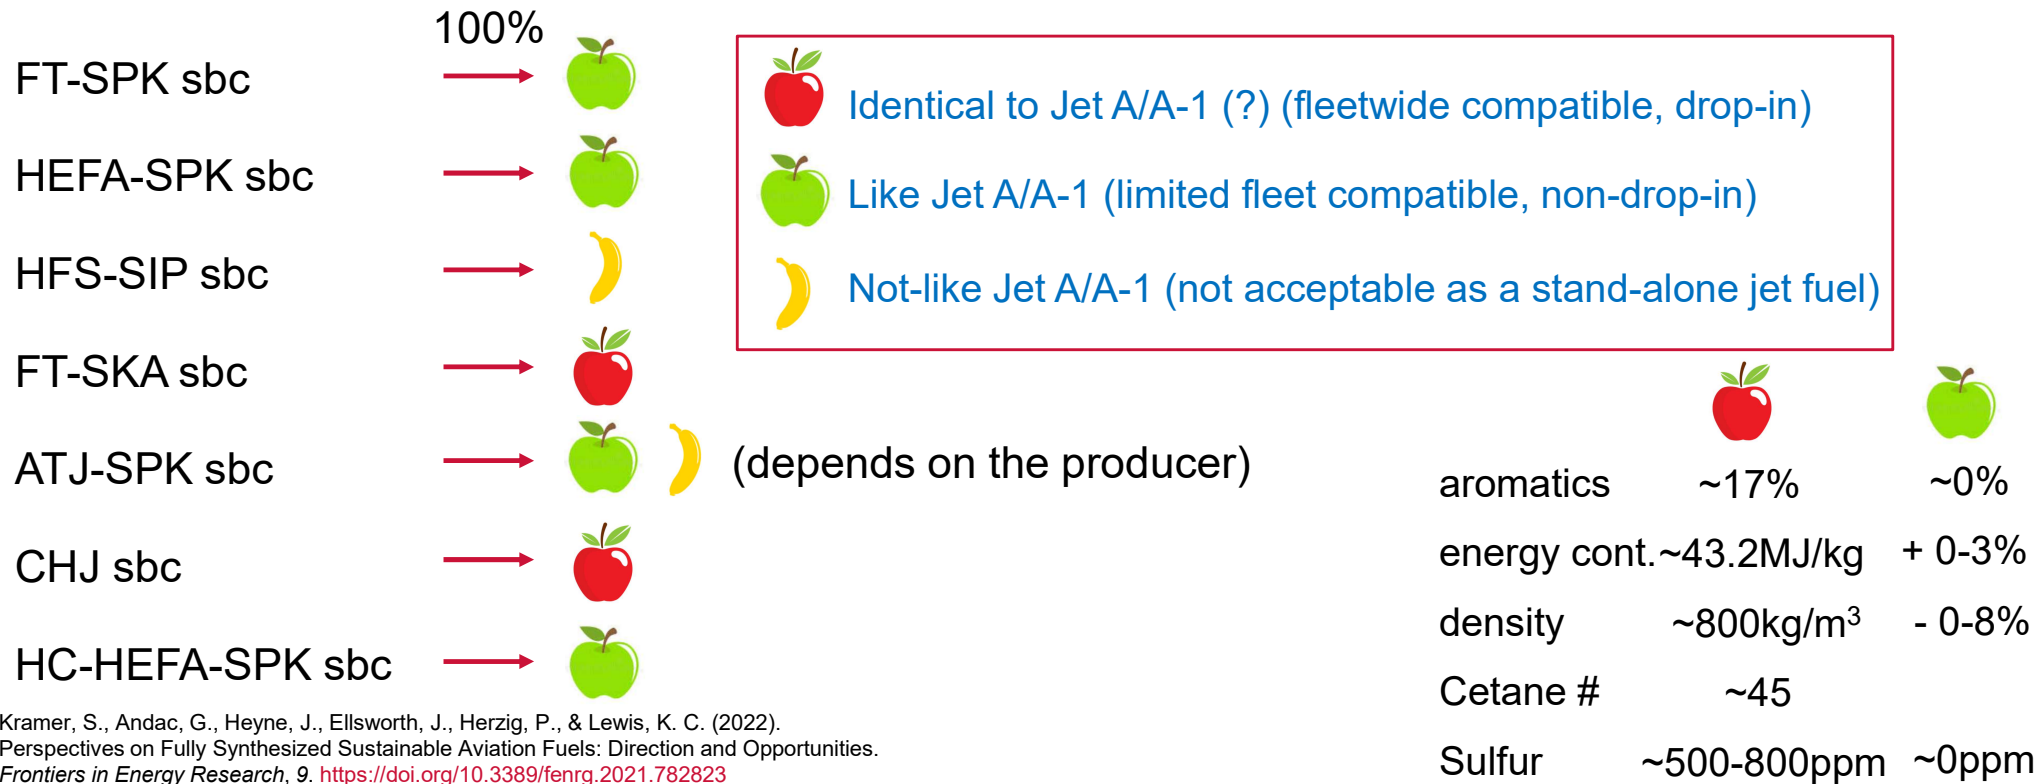 100%
FT-SPK sbc
HEFA-SPK sbc
HFS-SIP sbc
FT-SKA sbc
ATJ-SPK sbc
(depends on the producer)
CHJ sbc
HC-HEFA-SPK sbc
Identical to Jet A/A-1 (?) (fleetwide compatible, drop-in)
Like Jet A/A-1 (limited fleet compatible, non-drop-in)
Not-like Jet A/A-1 (not acceptable as a stand-alone jet fuel)
aromatics ~17% ~0%
energy cont. ~43.2MJ/kg + 0-3%
density ~800kg/m³ - 0-8%
Cetane # ~45
Sulfur ~500-800ppm ~0ppm
Kramer, S., Andac, G., Heyne, J., Ellsworth, J., Herzig, P., & Lewis, K. C. (2022).
Perspectives on Fully Synthesized Sustainable Aviation Fuels: Direction and Opportunities.
Frontiers in Energy Research, 9. https://doi.org/10.3389/fenrg.2021.782823